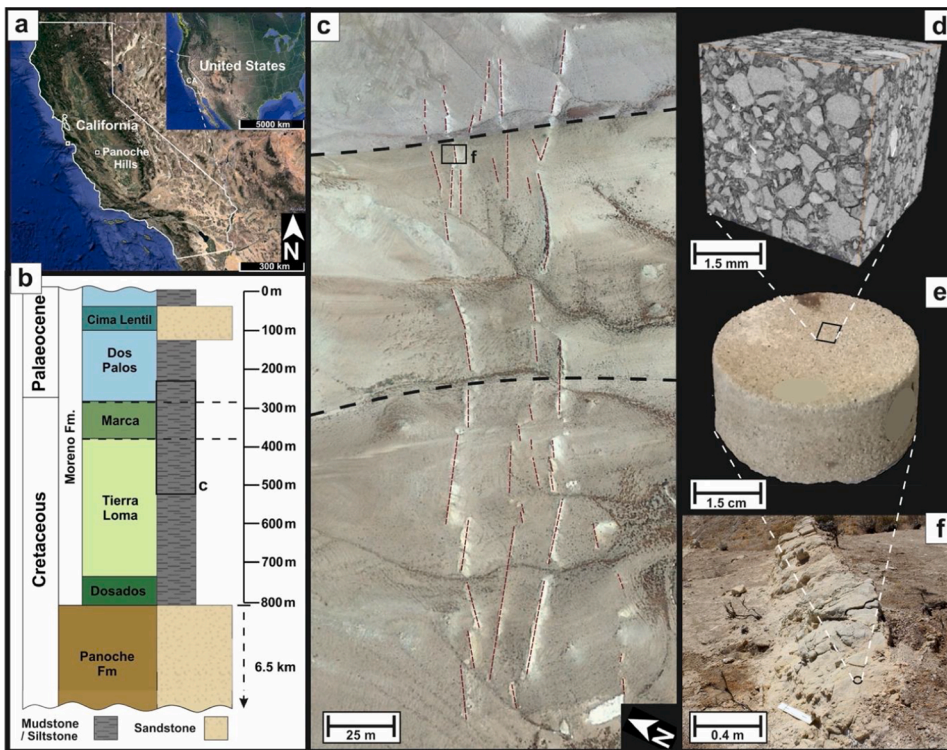 a
United States
CA
5000 km
California
Panoche
Hills
N
300 km
b
Palaeocene
Cretaceous
Moreno Fm.
Cima Lentil
Dos
Palos
Marca
Tierra
Loma
Dosados
Panoche
Fm
c
0 m
100 m
200 m
300 m
400 m
500 m
600 m
700 m
800 m
6.5 km
Mudstone
/ Siltstone
Sandstone
c
f
25 m
N
d
1.5 mm
e
1.5 cm
f
0.4 m